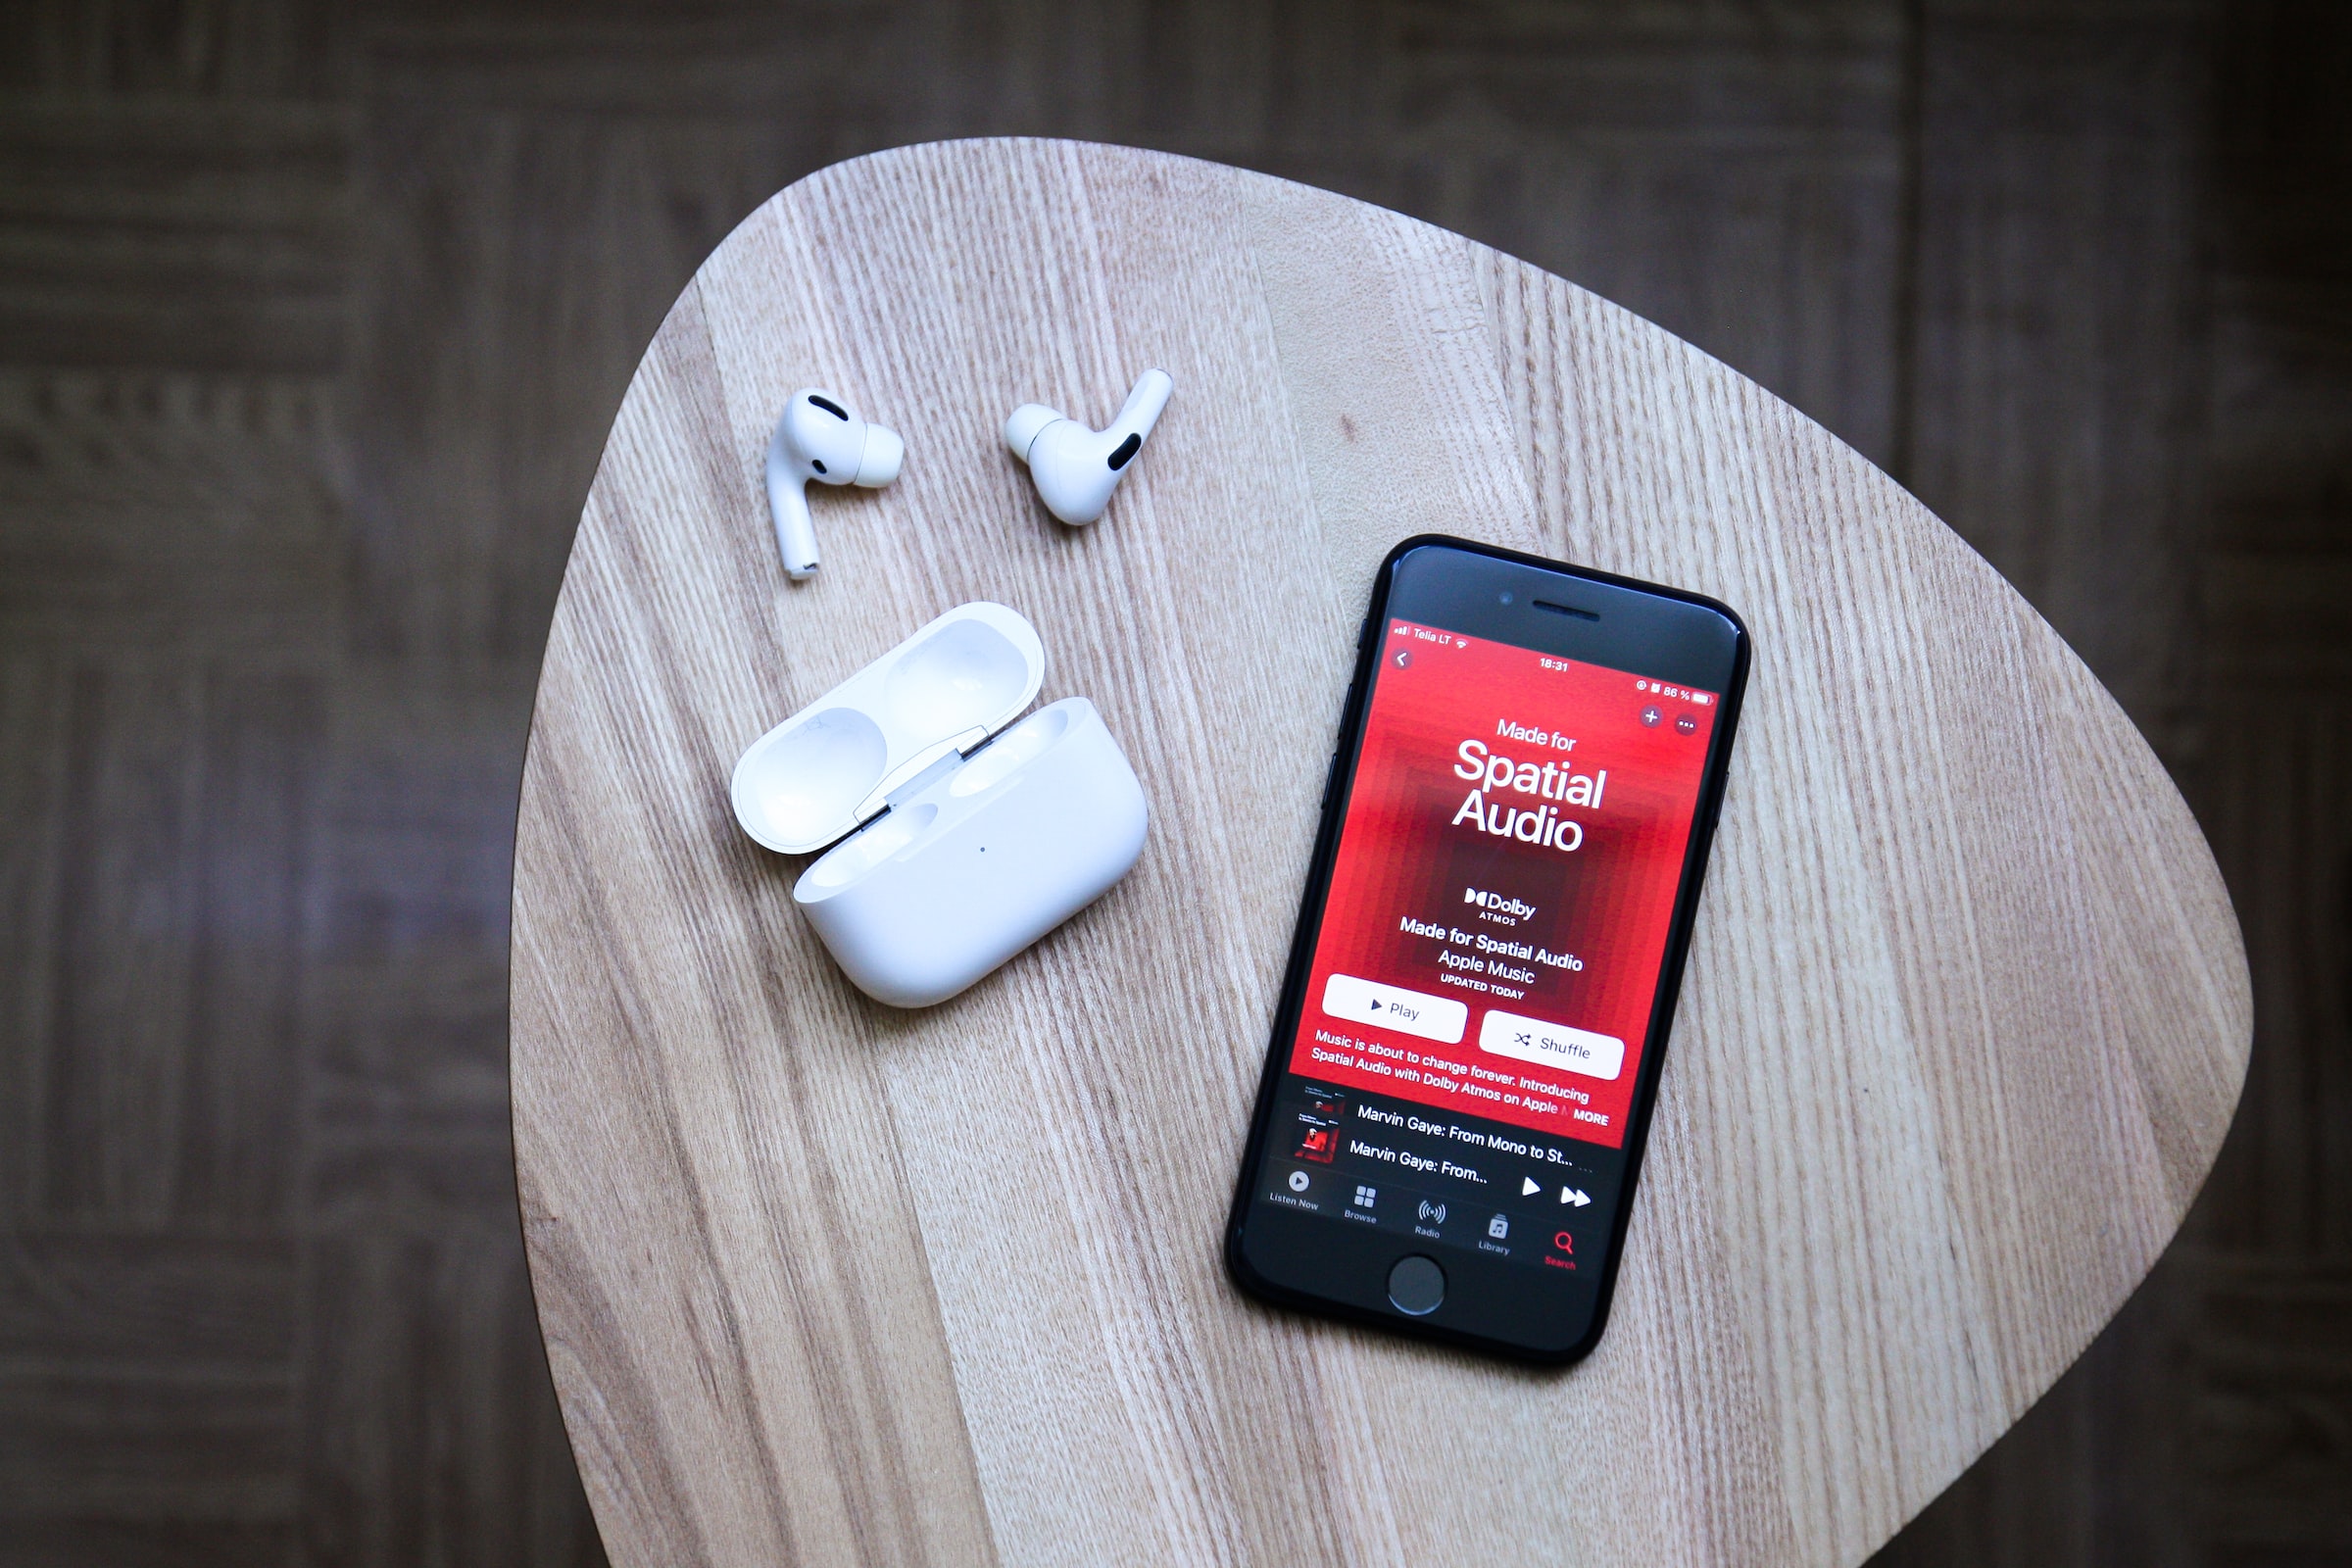 Telia LT
18:31
86 %
Made for
Spatial
Audio
Dolby
ATMOS
Made for Spatial Audio
Apple Music
UPDATED TODAY
Play
Shuffle
Music is about to change forever. Introducing
Spatial Audio with Dolby Atmos on Apple
MORE
Marvin Gaye: From Mono to St...
Marvin Gaye: From...
Listen Now
Browse
Radio
Library
Search